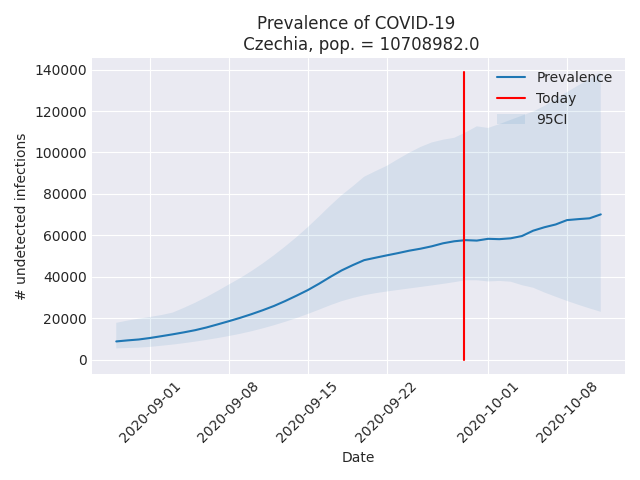 Prevalence of COVID-19
Czechia, pop. = 10708982.0
140000
120000
100000
80000
60000
40000
20000
0
# undetected infections
Prevalence
Today
95CI
2020-09-01
2020-09-08
2020-09-15
2020-09-22
2020-10-01
2020-10-08
Date